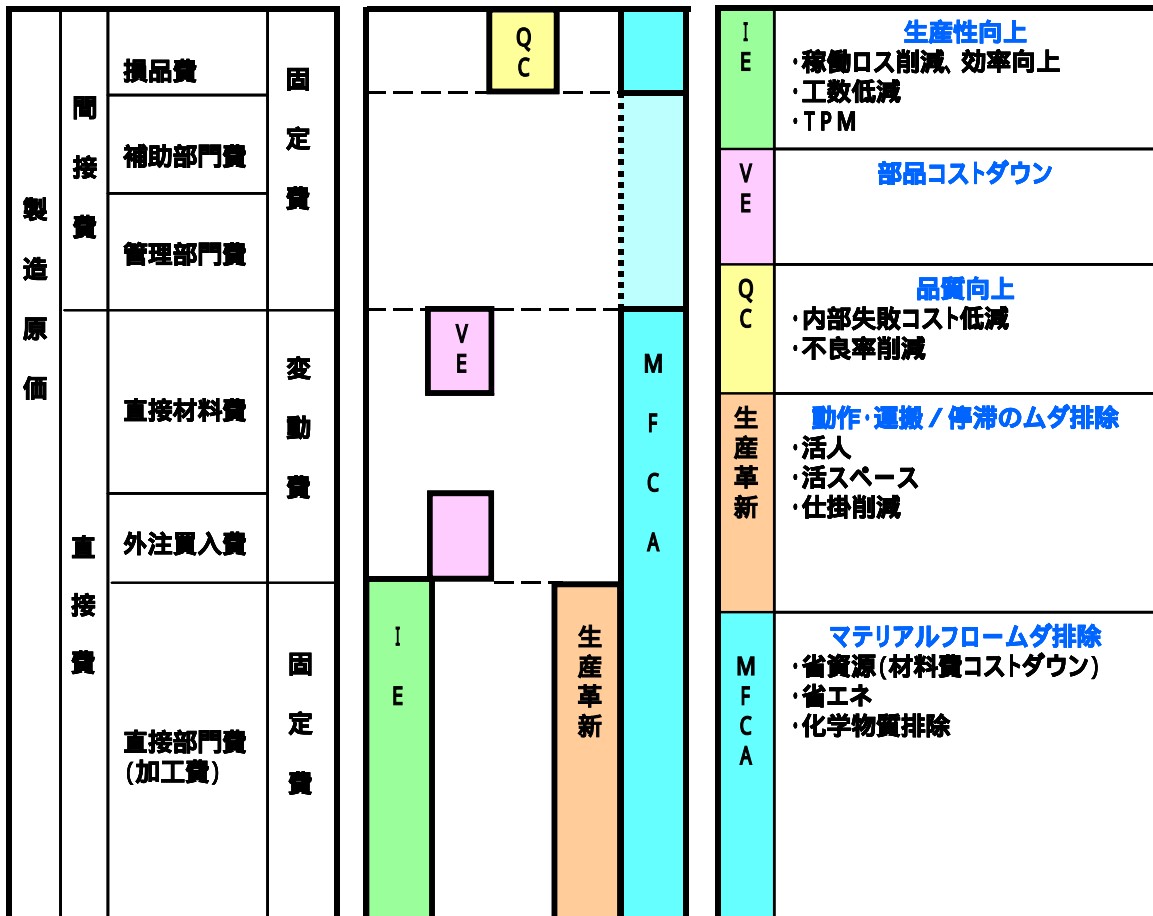 製造原価
間接費
直接費
損品費
補助部門費
管理部門費
直接材料費
外注買入費
直接部門費
(加工費)
固定費
変動費
固定費
QC
VE
IE
生産革新
MFCA
IE
生産性向上
・稼働ロス削減、効率向上
・工数低減
・TPM
VE
部品コストダウン
QC
品質向上
・内部失敗コスト低減
・不良率削減
生産革新
動作・運搬/停滞のムダ排除
・活人
・活スペース
・仕掛削減
MFCA
マテリアルフロームダ排除
・省資源(材料費コストダウン)
・省エネ
・化学物質排除